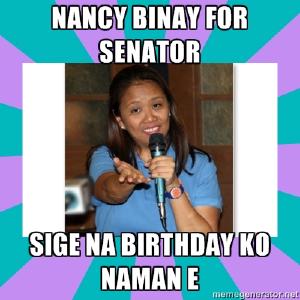 NANCY BINAY FOR
SENATOR
SIGE NA BIRTHDAY KO
NAMAN E
memegenerator.net